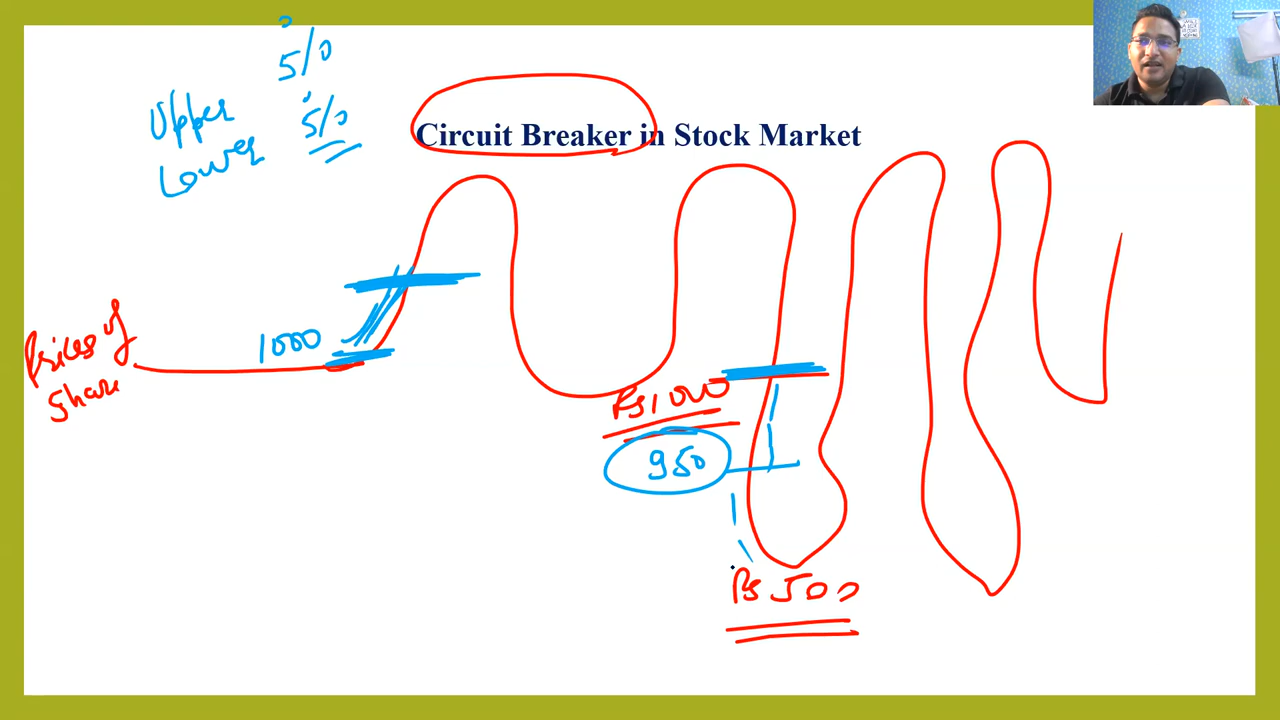 5%
Upper 5%
Lower
Circuit Breaker in Stock Market
1000
Prices of
Share
Rs 1000
950
Rs 500